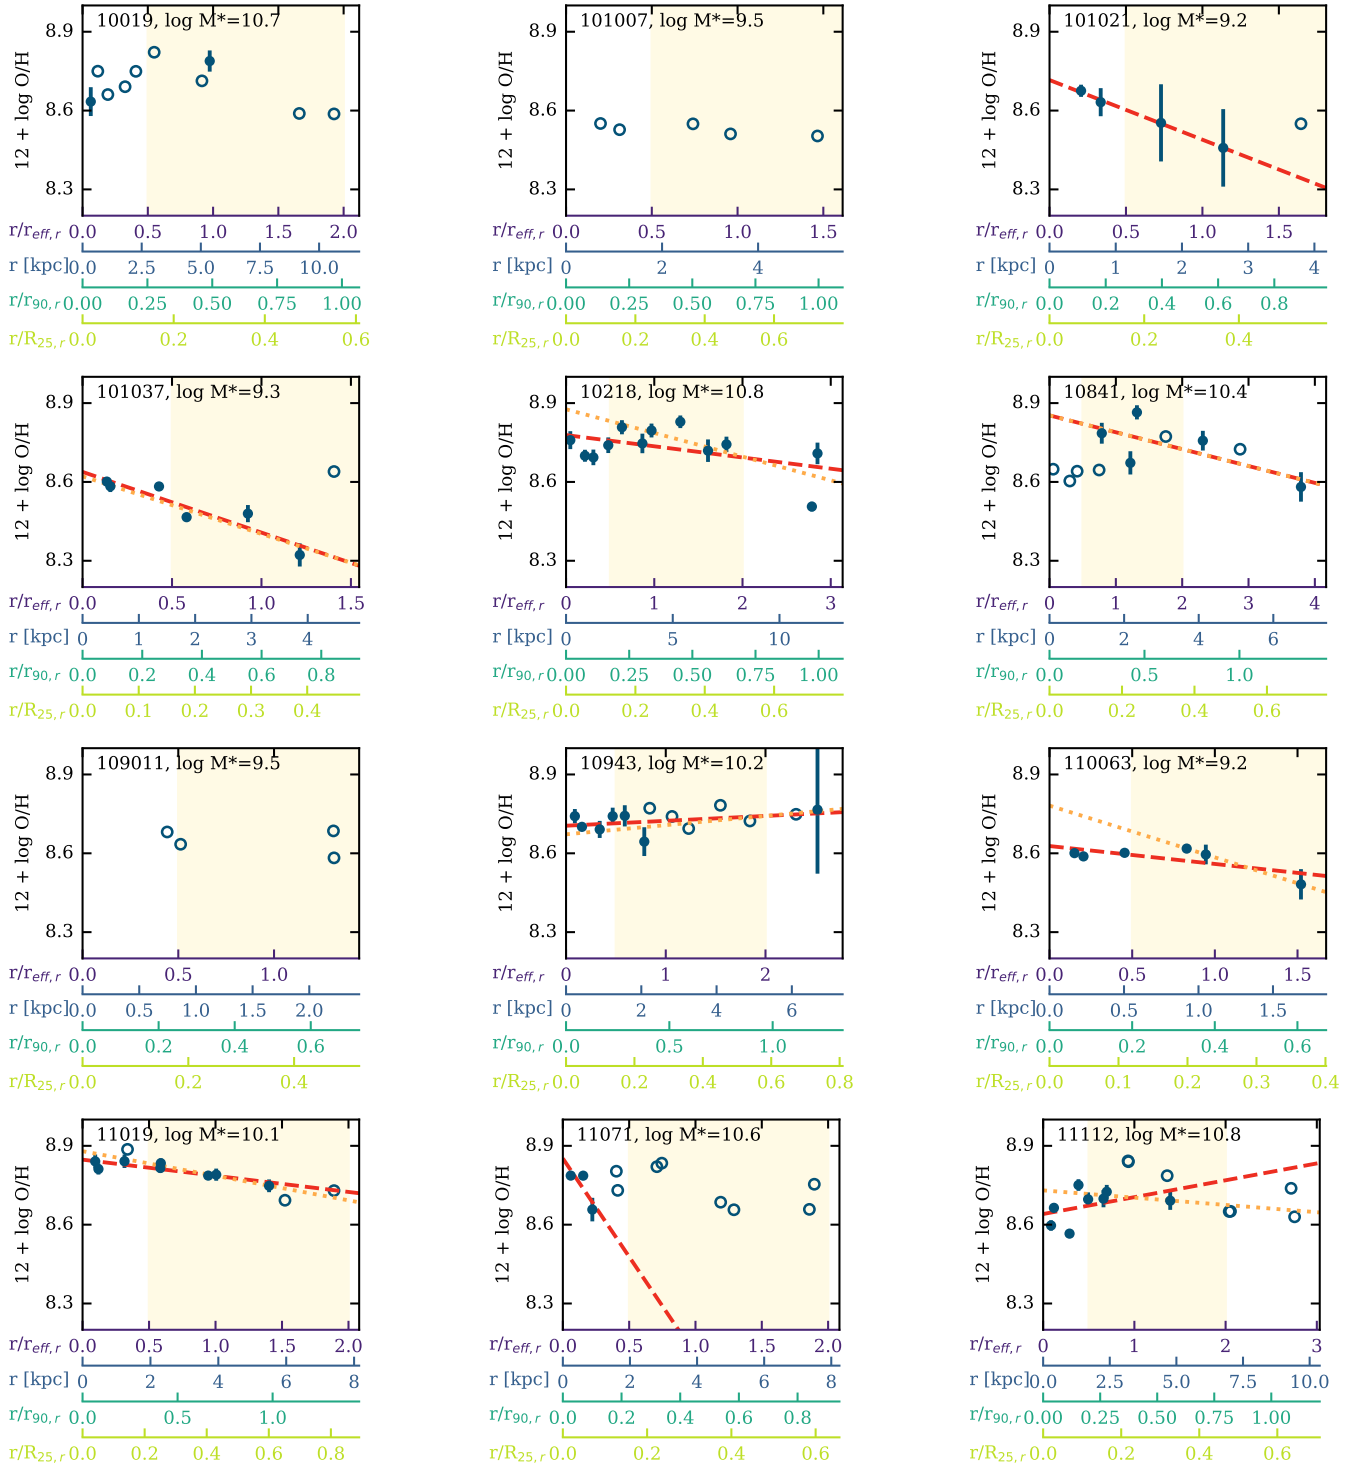 10019, log M*=10.7
12 + log O/H
8.9
8.6
8.3
r/r_eff,r 0.0 0.5 1.0 1.5 2.0
r [kpc] 0.0 2.5 5.0 7.5 10.0
r/r_90,r 0.00 0.25 0.50 0.75 1.00
r/R_25,r 0.0 0.2 0.4 0.6
101007, log M*=9.5
12 + log O/H
8.9
8.6
8.3
r/r_eff,r 0.0 0.5 1.0 1.5
r [kpc] 0 2 4
r/r_90,r 0.00 0.25 0.50 0.75 1.00
r/R_25,r 0.0 0.2 0.4 0.6
101021, log M*=9.2
12 + log O/H
8.9
8.6
8.3
r/r_eff,r 0.0 0.5 1.0 1.5
r [kpc] 0 1 2 3 4
r/r_90,r 0.0 0.2 0.4 0.6 0.8
r/R_25,r 0.0 0.2 0.4
101037, log M*=9.3
12 + log O/H
8.9
8.6
8.3
r/r_eff,r 0.0 0.5 1.0 1.5
r [kpc] 0 1 2 3 4
r/r_90,r 0.0 0.2 0.4 0.6 0.8
r/R_25,r 0.0 0.1 0.2 0.3 0.4
10218, log M*=10.8
12 + log O/H
8.9
8.6
8.3
r/r_eff,r 0 1 2 3
r [kpc] 0 5 10
r/r_90,r 0.00 0.25 0.50 0.75 1.00
r/R_25,r 0.0 0.2 0.4 0.6
10841, log M*=10.4
12 + log O/H
8.9
8.6
8.3
r/r_eff,r 0 1 2 3 4
r [kpc] 0 2 4 6
r/r_90,r 0.0 0.5 1.0
r/R_25,r 0.0 0.2 0.4 0.6
109011, log M*=9.5
12 + log O/H
8.9
8.6
8.3
r/r_eff,r 0.0 0.5 1.0
r [kpc] 0.0 0.5 1.0 1.5 2.0
r/r_90,r 0.0 0.2 0.4 0.6
r/R_25,r 0.0 0.2 0.4
10943, log M*=10.2
12 + log O/H
8.9
8.6
8.3
r/r_eff,r 0 1 2
r [kpc] 0 2 4 6
r/r_90,r 0.0 0.5 1.0
r/R_25,r 0.0 0.2 0.4 0.6 0.8
110063, log M*=9.2
12 + log O/H
8.9
8.6
8.3
r/r_eff,r 0.0 0.5 1.0 1.5
r [kpc] 0.0 0.5 1.0 1.5
r/r_90,r 0.0 0.2 0.4 0.6
r/R_25,r 0.0 0.1 0.2 0.3 0.4
11019, log M*=10.1
12 + log O/H
8.9
8.6
8.3
r/r_eff,r 0.0 0.5 1.0 1.5 2.0
r [kpc] 0 2 4 6 8
r/r_90,r 0.0 0.5 1.0
r/R_25,r 0.0 0.2 0.4 0.6 0.8
11071, log M*=10.6
12 + log O/H
8.9
8.6
8.3
r/r_eff,r 0.0 0.5 1.0 1.5 2.0
r [kpc] 0 2 4 6 8
r/r_90,r 0.0 0.2 0.4 0.6 0.8
r/R_25,r 0.0 0.2 0.4 0.6
11112, log M*=10.8
12 + log O/H
8.9
8.6
8.3
r/r_eff,r 0 1 2 3
r [kpc] 0.0 2.5 5.0 7.5 10.0
r/r_90,r 0.00 0.25 0.50 0.75 1.00
r/R_25,r 0.0 0.2 0.4 0.6